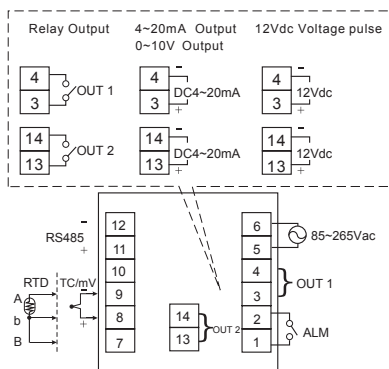 Relay Output 4~20mA Output 12Vdc Voltage pulse
0~10V Output
4 - 4 - 4
3 OUT 1 3 + DC4~20mA 3 + 12Vdc
14 - 14 - 14
13 OUT 2 13 + DC4~20mA 13 + 12Vdc
- 12 6
RS485 85~265Vac
+ 11 5
10 4
RTD TC/mV OUT 1
A - 9 3
b + 8 14 2
OUT 2 ALM
B 7 13 1